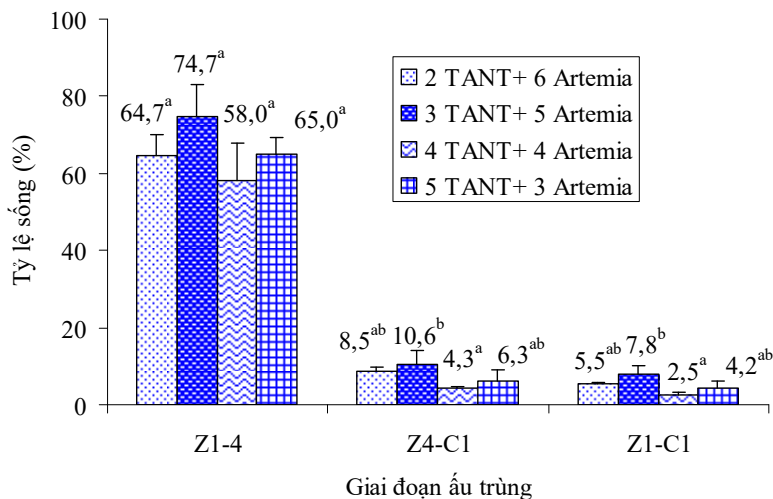 100
80
60
40
20
0
Tỷ lệ sống (%)
2 TANT+ 6 Artemia
3 TANT+ 5 Artemia
4 TANT+ 4 Artemia
5 TANT+ 3 Artemia
64,7ᵃ
74,7ᵃ
58,0ᵃ
65,0ᵃ
8,5ᵃᵇ
10,6ᵇ
4,3ᵃ
6,3ᵃᵇ
5,5ᵃᵇ
7,8ᵇ
2,5ᵃ
4,2ᵃᵇ
Z1-4
Z4-C1
Z1-C1
Giai đoạn ấu trùng